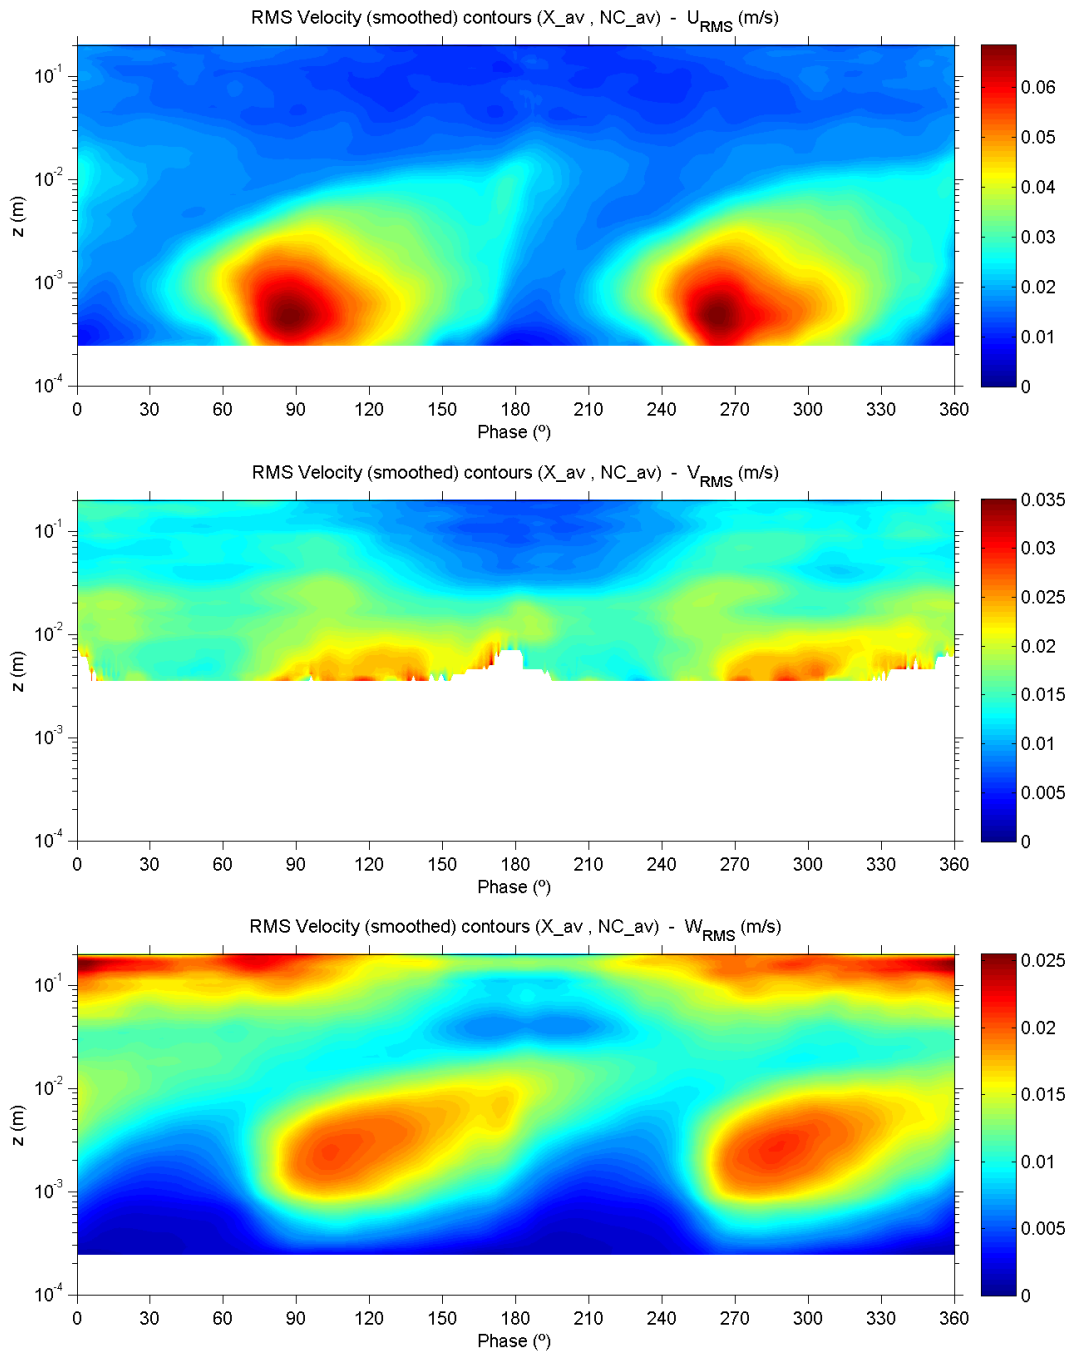 RMS Velocity (smoothed) contours (X_av , NC_av) - U_RMS (m/s)
10^-1
10^-2
10^-3
10^-4
z (m)
0 30 60 90 120 150 180 210 240 270 300 330 360
Phase (º)
0.06
0.05
0.04
0.03
0.02
0.01
0
RMS Velocity (smoothed) contours (X_av , NC_av) - V_RMS (m/s)
10^-1
10^-2
10^-3
10^-4
z (m)
0 30 60 90 120 150 180 210 240 270 300 330 360
Phase (º)
0.035
0.03
0.025
0.02
0.015
0.01
0.005
0
RMS Velocity (smoothed) contours (X_av , NC_av) - W_RMS (m/s)
10^-1
10^-2
10^-3
10^-4
z (m)
0 30 60 90 120 150 180 210 240 270 300 330 360
Phase (º)
0.025
0.02
0.015
0.01
0.005
0